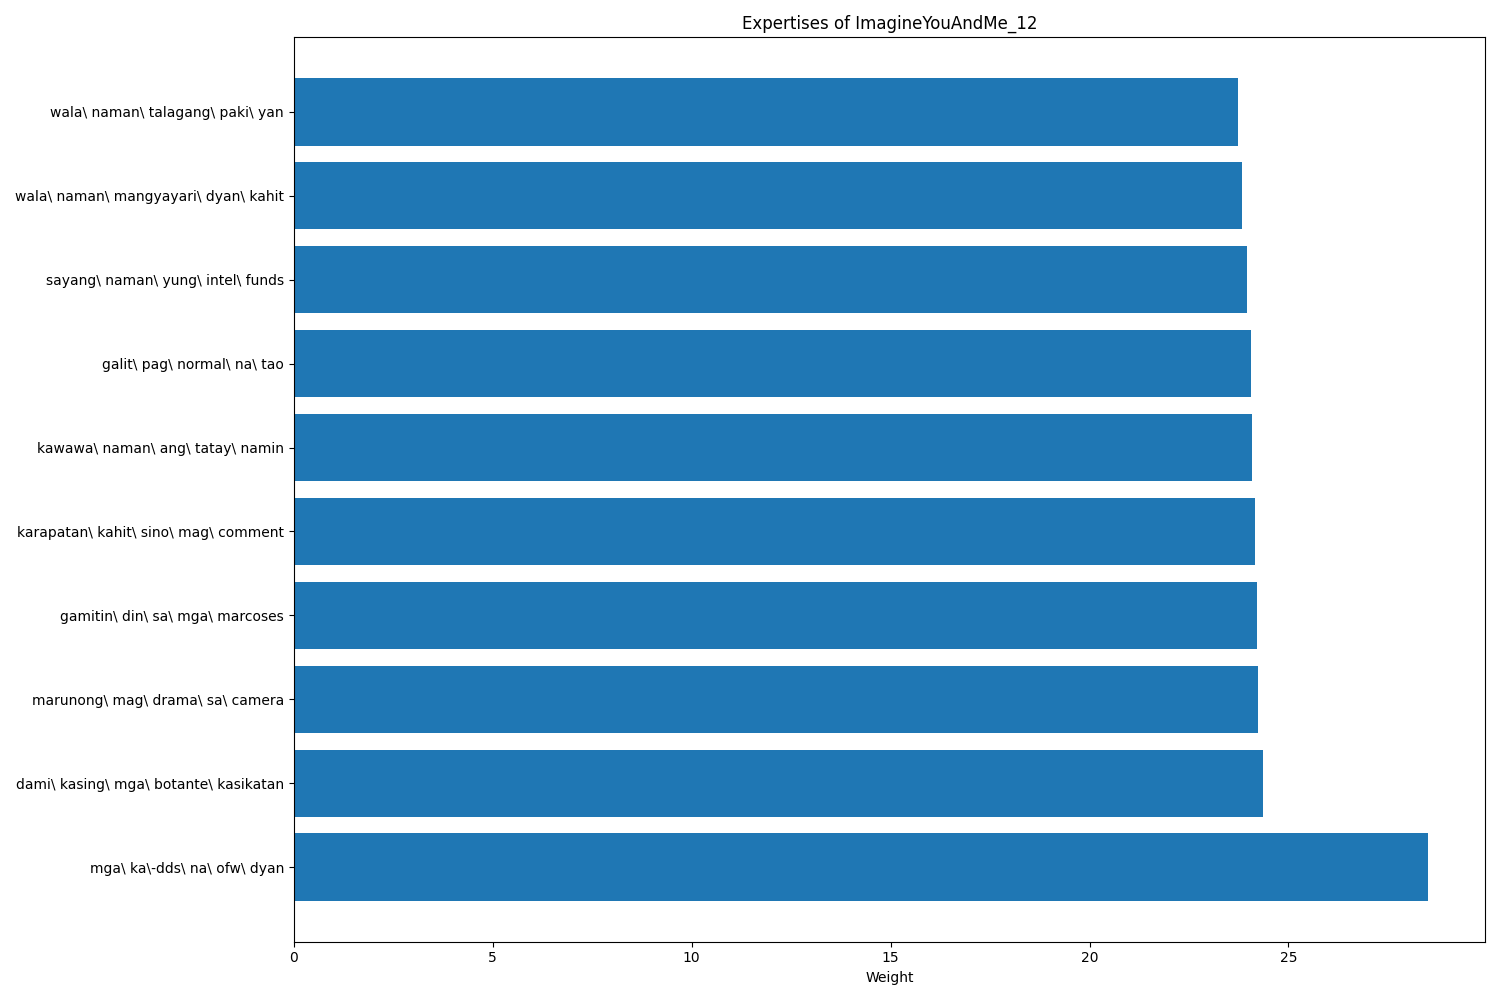 Expertises of ImagineYouAndMe_12
wala\ naman\ talagang\ paki\ yan
wala\ naman\ mangyayari\ dyan\ kahit
sayang\ naman\ yung\ intel\ funds
galit\ pag\ normal\ na\ tao
kawawa\ naman\ ang\ tatay\ namin
karapatan\ kahit\ sino\ mag\ comment
gamitin\ din\ sa\ mga\ marcoses
marunong\ mag\ drama\ sa\ camera
dami\ kasing\ mga\ botante\ kasikatan
mga\ ka\-dds\ na\ ofw\ dyan
0 5 10 15 20 25
Weight